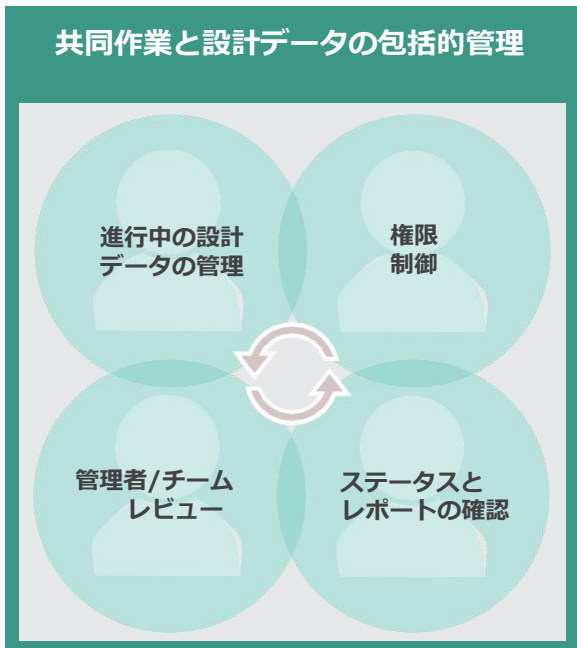 共同作業と設計データの包括的管理
進行中の設計
データの管理
権限
制御
管理者/チーム
レビュー
ステータスと
レポートの確認